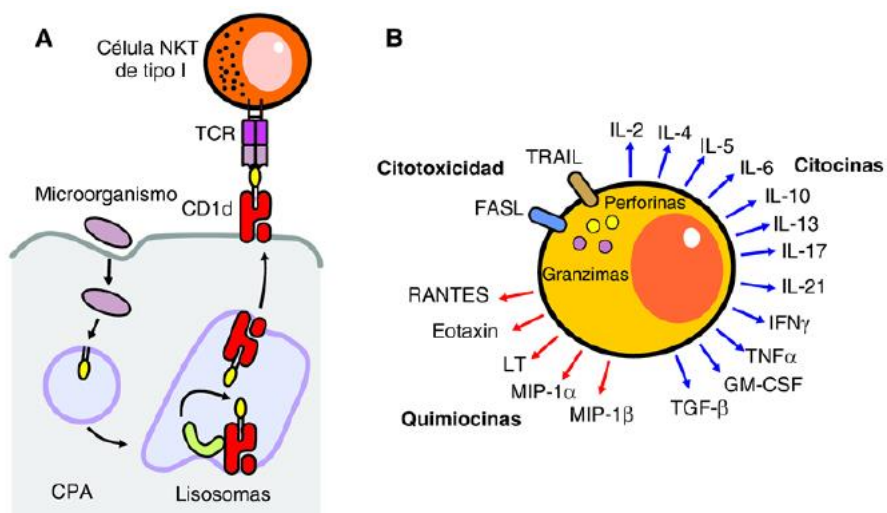 A
Célula NKT
de tipo I
TCR
Microorganismo
CD1d
CPA
Lisosomas
B
IL-2
IL-4
IL-5
IL-6
Citocinas
IL-10
IL-13
IL-17
IL-21
IFNγ
TNFα
GM-CSF
TGF-β
Citotoxicidad
TRAIL
FASL
Perforinas
Granzimas
RANTES
Eotaxin
LT
MIP-1α
MIP-1β
Quimiocinas